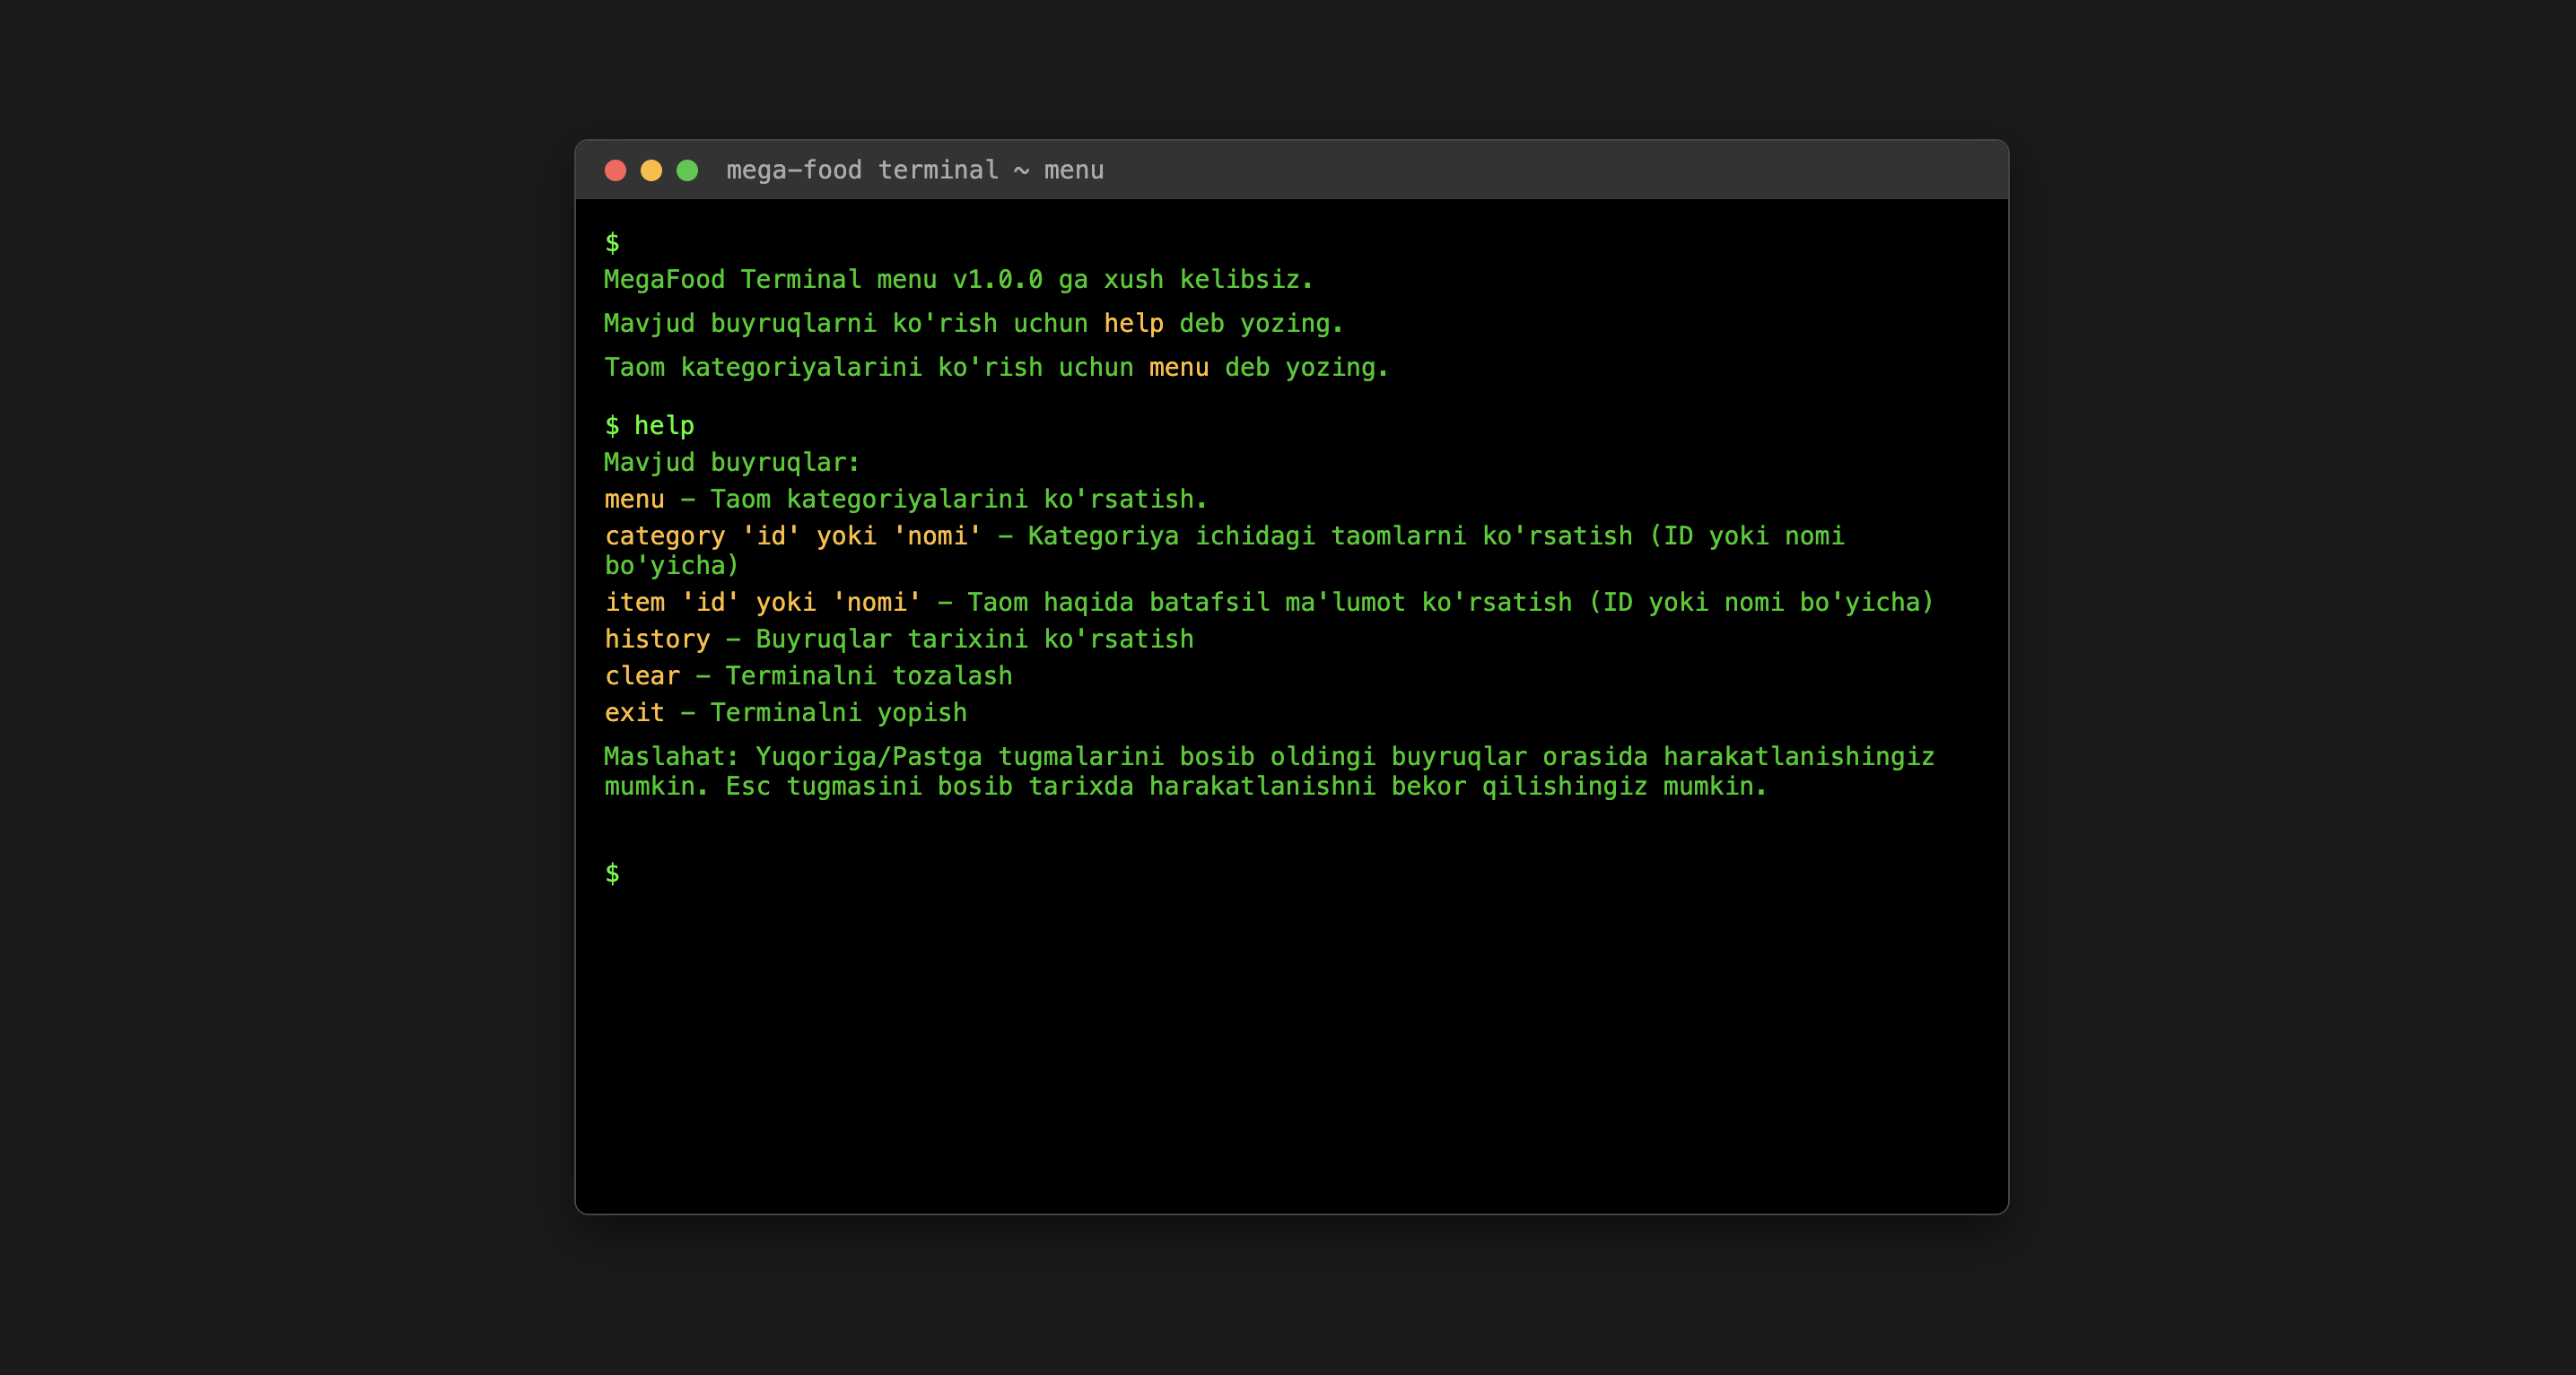 mega-food terminal ~ menu
$
MegaFood Terminal menu v1.0.0 ga xush kelibsiz.
Mavjud buyruqlarni ko'rish uchun help deb yozing.
Taom kategoriyalarini ko'rish uchun menu deb yozing.
$ help
Mavjud buyruqlar:
menu - Taom kategoriyalarini ko'rsatish.
category 'id' yoki 'nomi' - Kategoriya ichidagi taomlarni ko'rsatish (ID yoki nomi
bo'yicha)
item 'id' yoki 'nomi' - Taom haqida batafsil ma'lumot ko'rsatish (ID yoki nomi bo'yicha)
history - Buyruqlar tarixini ko'rsatish
clear - Terminalni tozalash
exit - Terminalni yopish
Maslahat: Yuqoriga/Pastga tugmalarini bosib oldingi buyruqlar orasida harakatlanishingiz
mumkin. Esc tugmasini bosib tarixda harakatlanishni bekor qilishingiz mumkin.
$